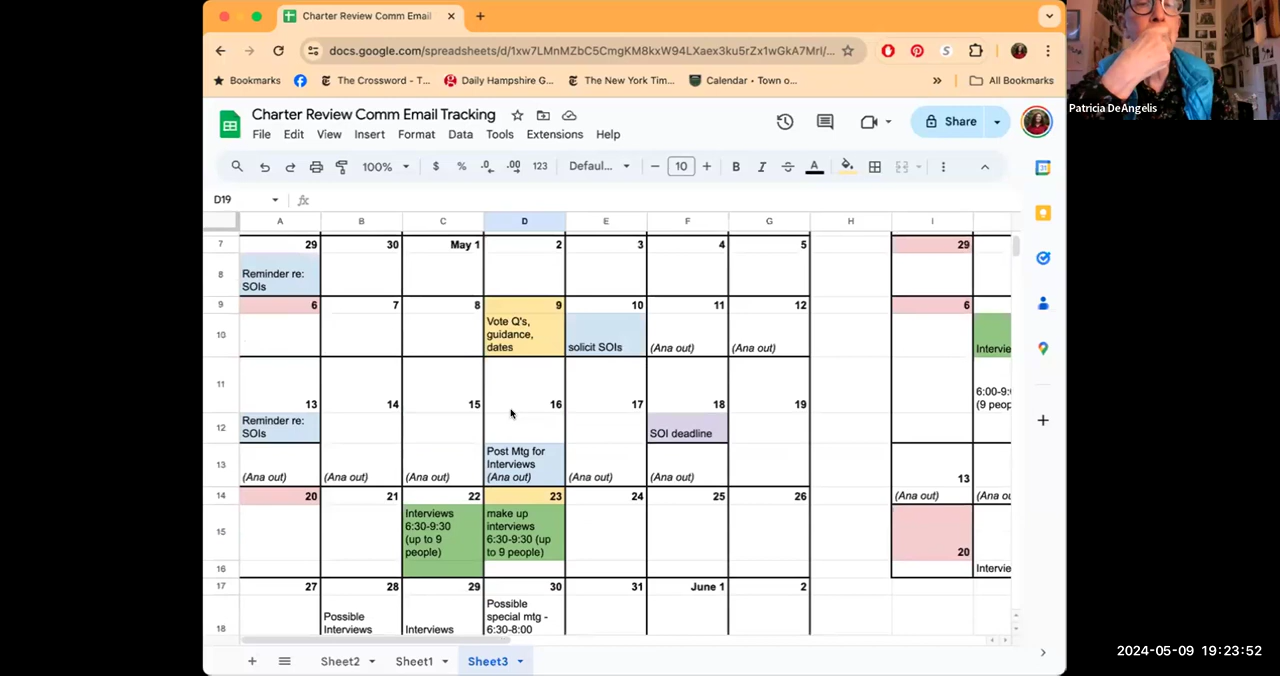 Charter Review Comm Email
docs.google.com/spreadsheets/d/1xw7LMnMZbC5CmgKM8kxW94LXaex3ku5rZx1wGkA7MrI/...
Bookmarks
The Crossword - T...
Daily Hampshire G...
The New York Tim...
Calendar • Town o...
»
All Bookmarks
Patricia DeAngelis
Charter Review Comm Email Tracking
File Edit View Insert Format Data Tools Extensions Help
Share
100% $ % .0 .00 123 Defaul... 10 B I S A
D19
fx
A B C D E F G H I
7 29 30 May 1 2 3 4 5 29
8
Reminder re:
SOIs
9 6 7 8 9 10 11 12 6
10
Vote Q's,
guidance,
dates
solicit SOIs
(Ana out) (Ana out)
Intervie
11 13 14 15 16 17 18 19
6:00-9:
(9 peop
12
Reminder re:
SOIs
SOI deadline
13
(Ana out) (Ana out) (Ana out)
Post Mtg for
Interviews
(Ana out)
(Ana out) (Ana out)
13
14 20 21 22 23 24 25 26 (Ana out) (Ana ou
15
Interviews
6:30-9:30
(up to 9
people)
make up
interviews
6:30-9:30 (up
to 9 people)
20
16 Intervie
17 27 28 29 30 31 June 1 2
18
Possible
Interviews
Interviews
Possible
special mtg -
6:30-8:00
Sheet2 Sheet1 Sheet3
2024-05-09 19:23:52